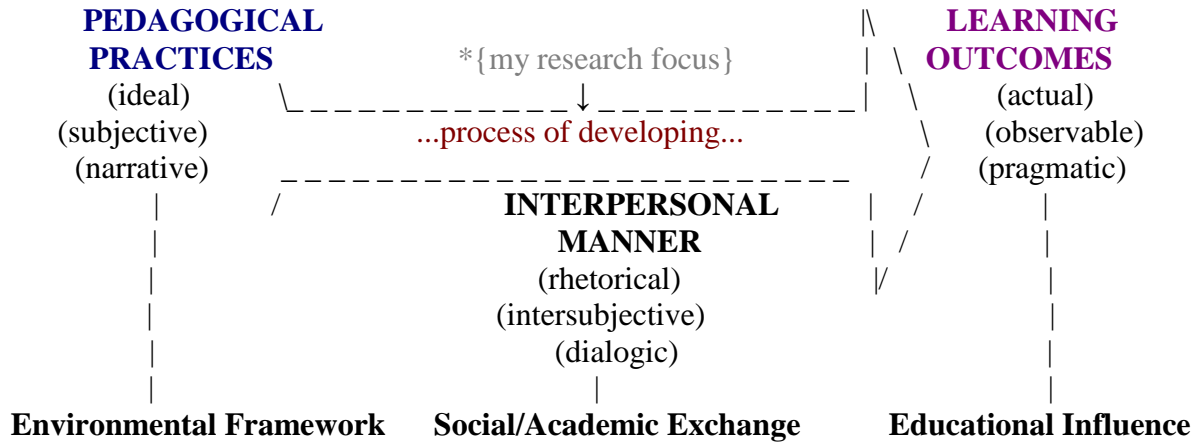 PEDAGOGICAL PRACTICES
(ideal)
(subjective)
(narrative)
*{my research focus}
↓
...process of developing...
INTERPERSONAL MANNER
(rhetorical)
(intersubjective)
(dialogic)
LEARNING OUTCOMES
(actual)
(observable)
(pragmatic)
Environmental Framework
Social/Academic Exchange
Educational Influence